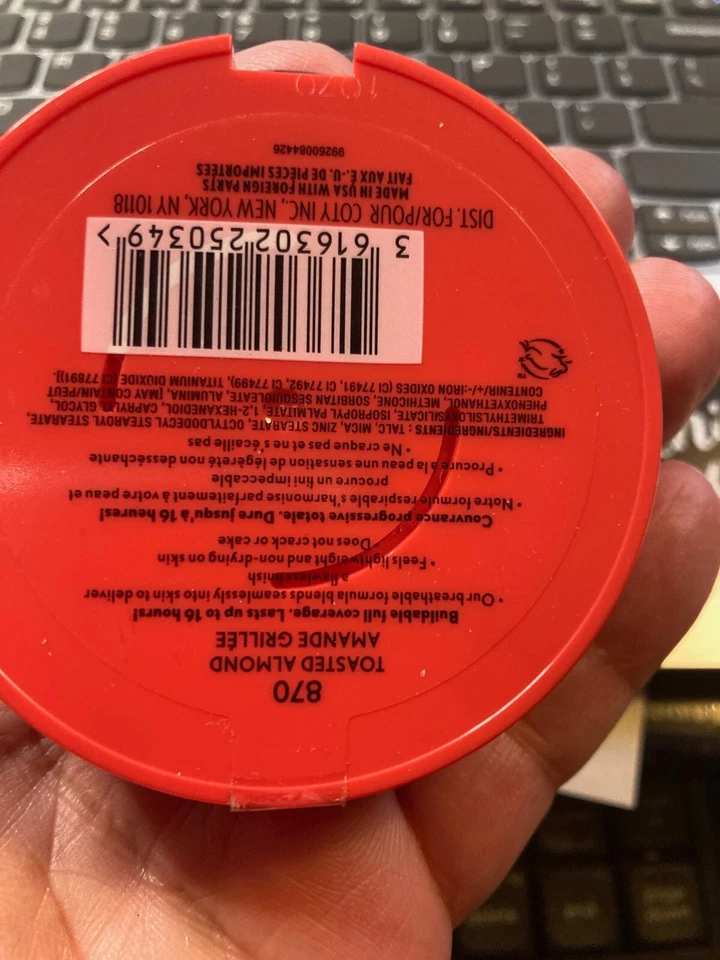 870
TOASTED ALMOND
AMANDE GRILLÉE
Buildable full coverage. Lasts up to 16 hours!
• Our breathable formula blends seamlessly into skin to deliver
a flawless finish
• Feels lightweight and non-drying on skin
• Does not crack or cake
Couvrance progressive totale. Dure jusqu'à 16 heures!
• Notre formule respirable s'harmonise parfaitement à votre peau et
procure un fini impeccable
• Procure à la peau une sensation de légèreté non desséchante
• Ne craque pas et ne s'écaille pas
INGREDIENTS/INGRÉDIENTS : TALC, MICA, ZINC STEARATE, OCTYLDODECYL STEAROYL STEARATE,
TRIMETHYLSILOXYSILICATE, ISOPROPYL PALMITATE, 1,2-HEXANEDIOL, CAPRYLYL GLYCOL,
PHENOXYETHANOL, METHICONE, SORBITAN SESQUIOLEATE, ALUMINA, [MAY CONTAIN/PEUT
CONTENIR/+/-:IRON OXIDES (CI 77491, CI 77492, CI 77499), TITANIUM DIOXIDE (CI 77891)].
3 616302 250349 >
DIST. FOR/POUR COTY INC., NEW YORK, NY 10118
MADE IN USA WITH FOREIGN PARTS
FAIT AUX É.-U. DE PIÈCES IMPORTÉES
99260084426
1020